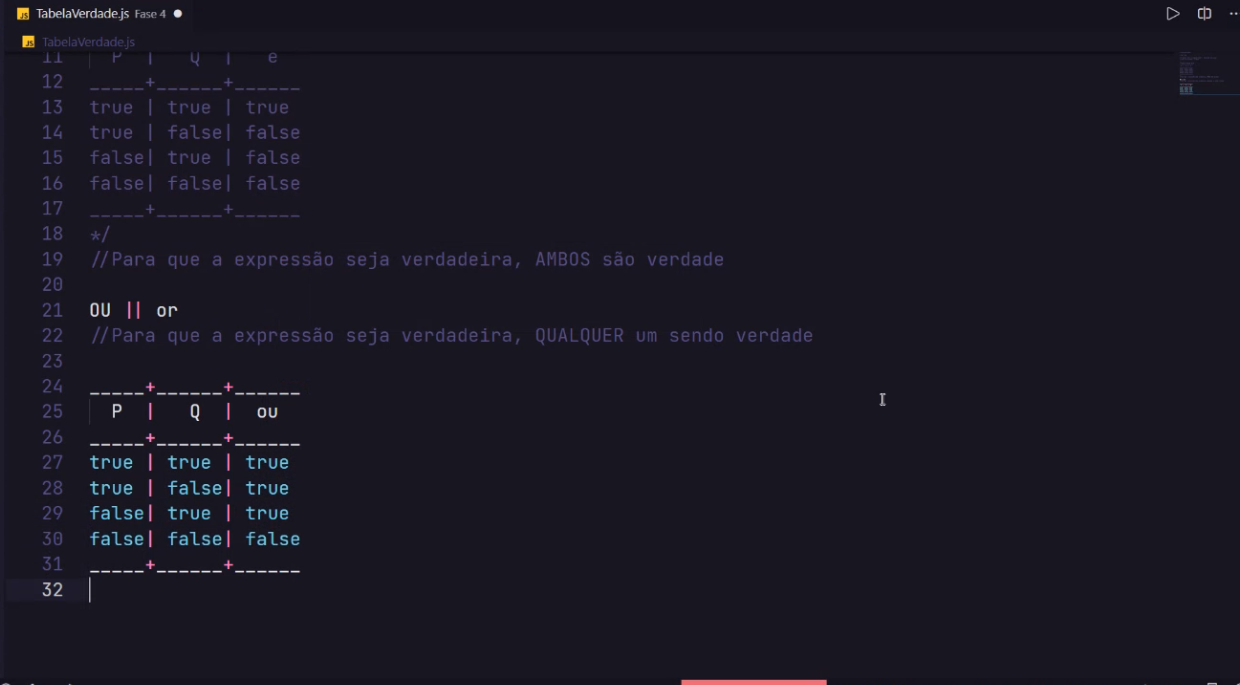 TabelaVerdade.js Fase 4
TabelaVerdade.js
11 P | Q | e
12 _____+______+______
13 true | true | true
14 true | false| false
15 false| true | false
16 false| false| false
17 _____+______+______
18 */
19 //Para que a expressão seja verdadeira, AMBOS são verdade
20
21 OU || or
22 //Para que a expressão seja verdadeira, QUALQUER um sendo verdade
23
24 _____+______+______
25 P | Q | ou
26 _____+______+______
27 true | true | true
28 true | false| true
29 false| true | true
30 false| false| false
31 _____+______+______
32